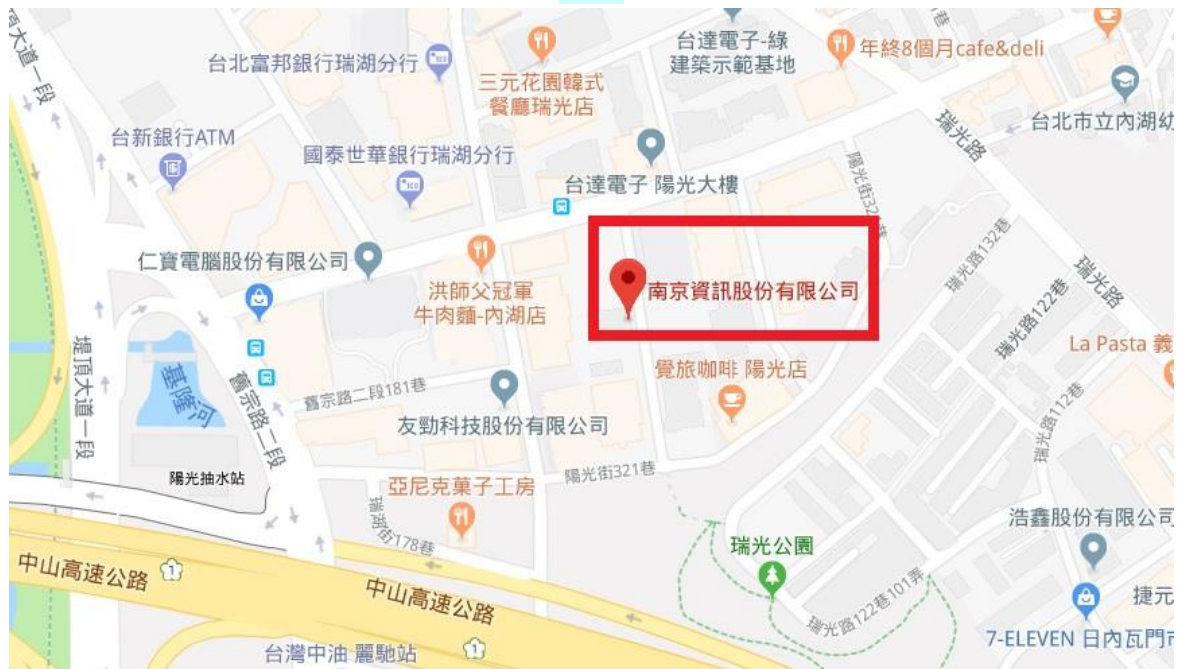 台達電子-綠
建築示範基地
年終8個月cafe&deli
台北富邦銀行瑞湖分行
三元花園韓式
餐廳瑞光店
堤頂大道一段
台新銀行ATM
國泰世華銀行瑞湖分行
瑞光路
台北市立內湖幼
台達電子 陽光大樓
陽光街321巷
仁寶電腦股份有限公司
洪師父冠軍
牛肉麵-內湖店
南京資訊股份有限公司
瑞光路132巷
瑞光路
瑞光路122巷
La Pasta 義
覺旅咖啡 陽光店
堤頂大道一段
基隆河
舊宗路二段
舊宗路二段181巷
友勁科技股份有限公司
瑞光路112巷
陽光抽水站
陽光街321巷
亞尼克菓子工房
瑞湖街178巷
浩鑫股份有限公司
瑞光公園
中山高速公路
1
中山高速公路
瑞光路122巷101弄
捷元
7-ELEVEN 日內瓦門市
台灣中油 麗馳站
1